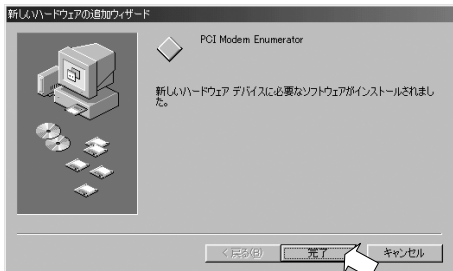 新しいハードウェアの追加ウィザード
PCI Modem Enumerator
新しいハードウェア デバイスに必要なソフトウェアがインストールされまし
た。
< 戻る(B)
完了
キャンセル